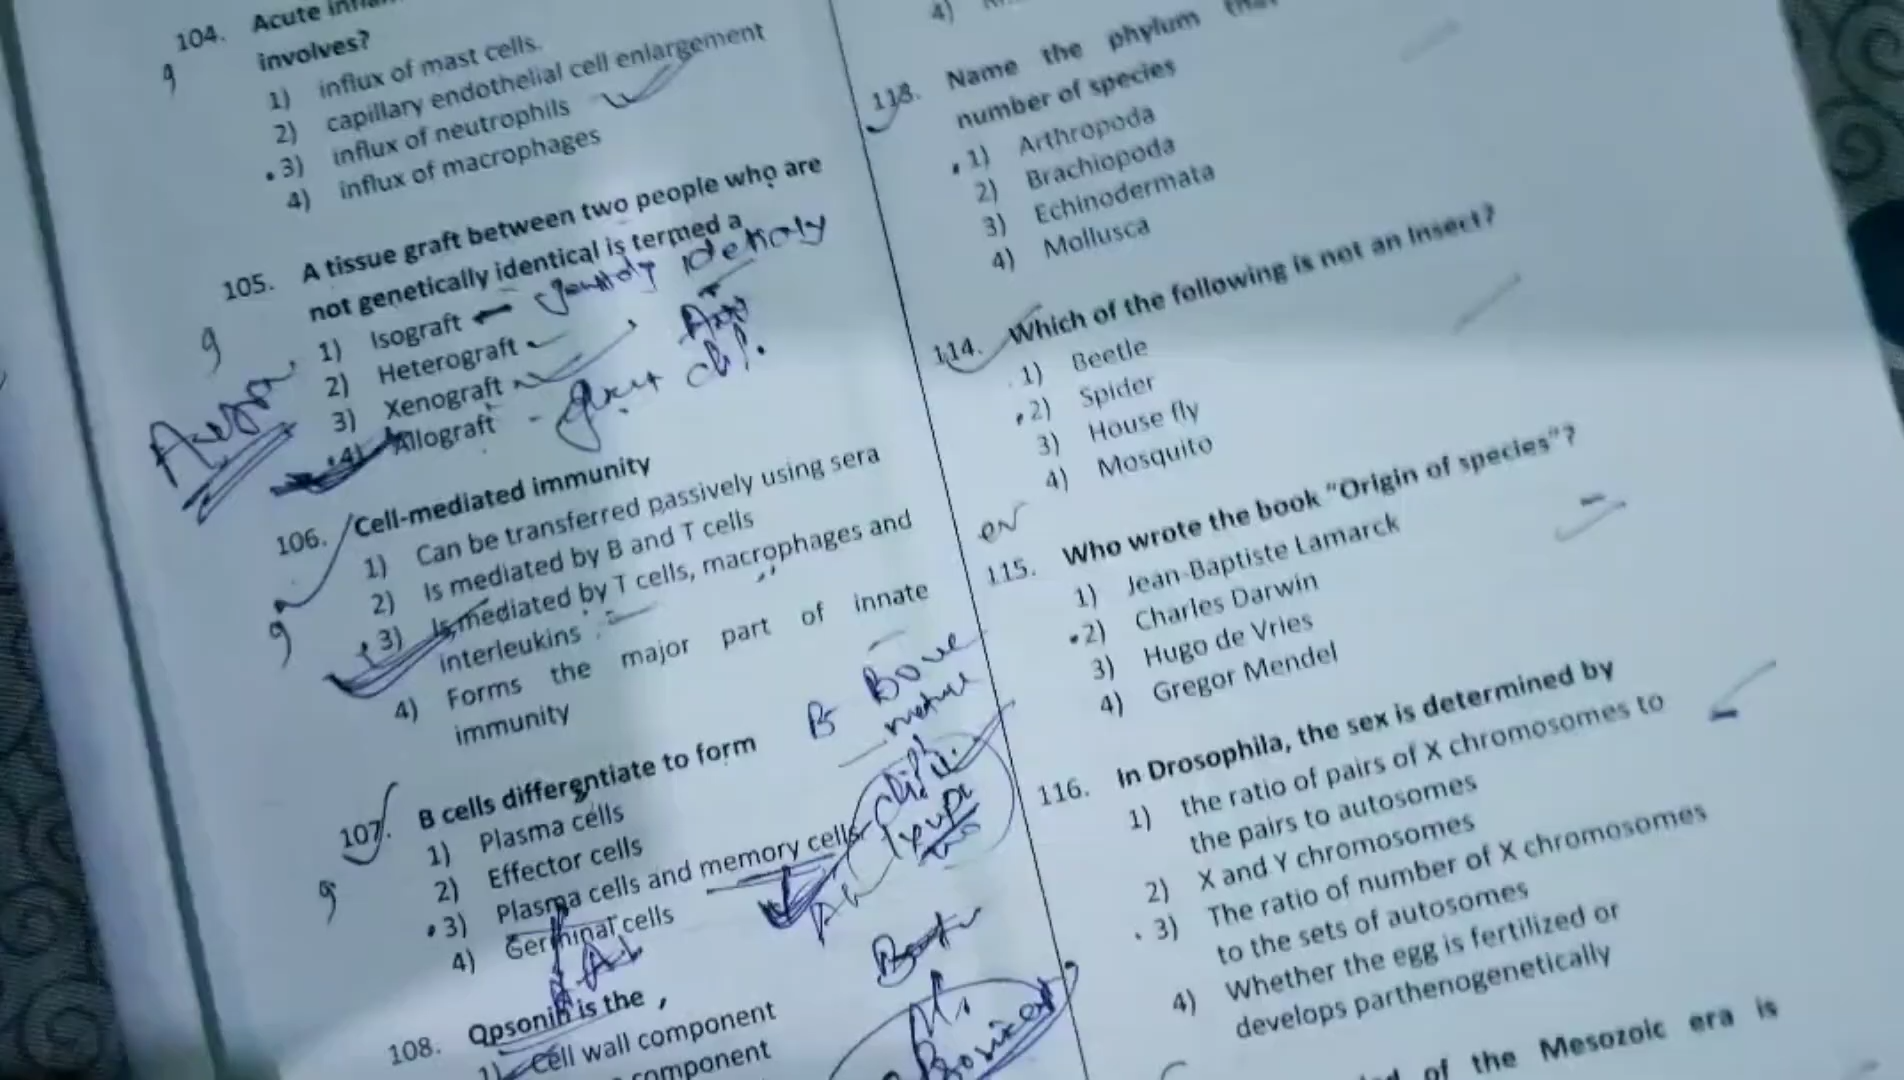 104. Acute
involves?
1) influx of mast cells.
2) capillary endothelial cell enlargement
3) influx of neutrophils
4) influx of macrophages
105. A tissue graft between two people who are
not genetically identical is termed a
1) Isograft
2) Heterograft
3) Xenograft
4) Allograft
106. Cell-mediated immunity
1) Can be transferred passively using sera
2) Is mediated by B and T cells
3) Is mediated by T cells, macrophages and
interleukins
4) Forms the major part of innate
immunity
107. B cells differentiate to form
1) Plasma cells
2) Effector cells
3) Plasma cells and memory cells
4) Germinal cells
108. Opsonin is the
1) Cell wall component
component
4)
113. Name the phylum
number of species
1) Arthropoda
2) Brachiopoda
3) Echinodermata
4) Mollusca
114. Which of the following is not an Insect?
1) Beetle
2) Spider
3) House fly
4) Mosquito
115. Who wrote the book "Origin of species"?
1) Jean-Baptiste Lamarck
2) Charles Darwin
3) Hugo de Vries
4) Gregor Mendel
116. In Drosophila, the sex is determined by
1) the ratio of pairs of X chromosomes to
the pairs to autosomes
2) X and Y chromosomes
3) The ratio of number of X chromosomes
to the sets of autosomes
4) Whether the egg is fertilized or
develops parthenogenetically
of the Mesozoic era is